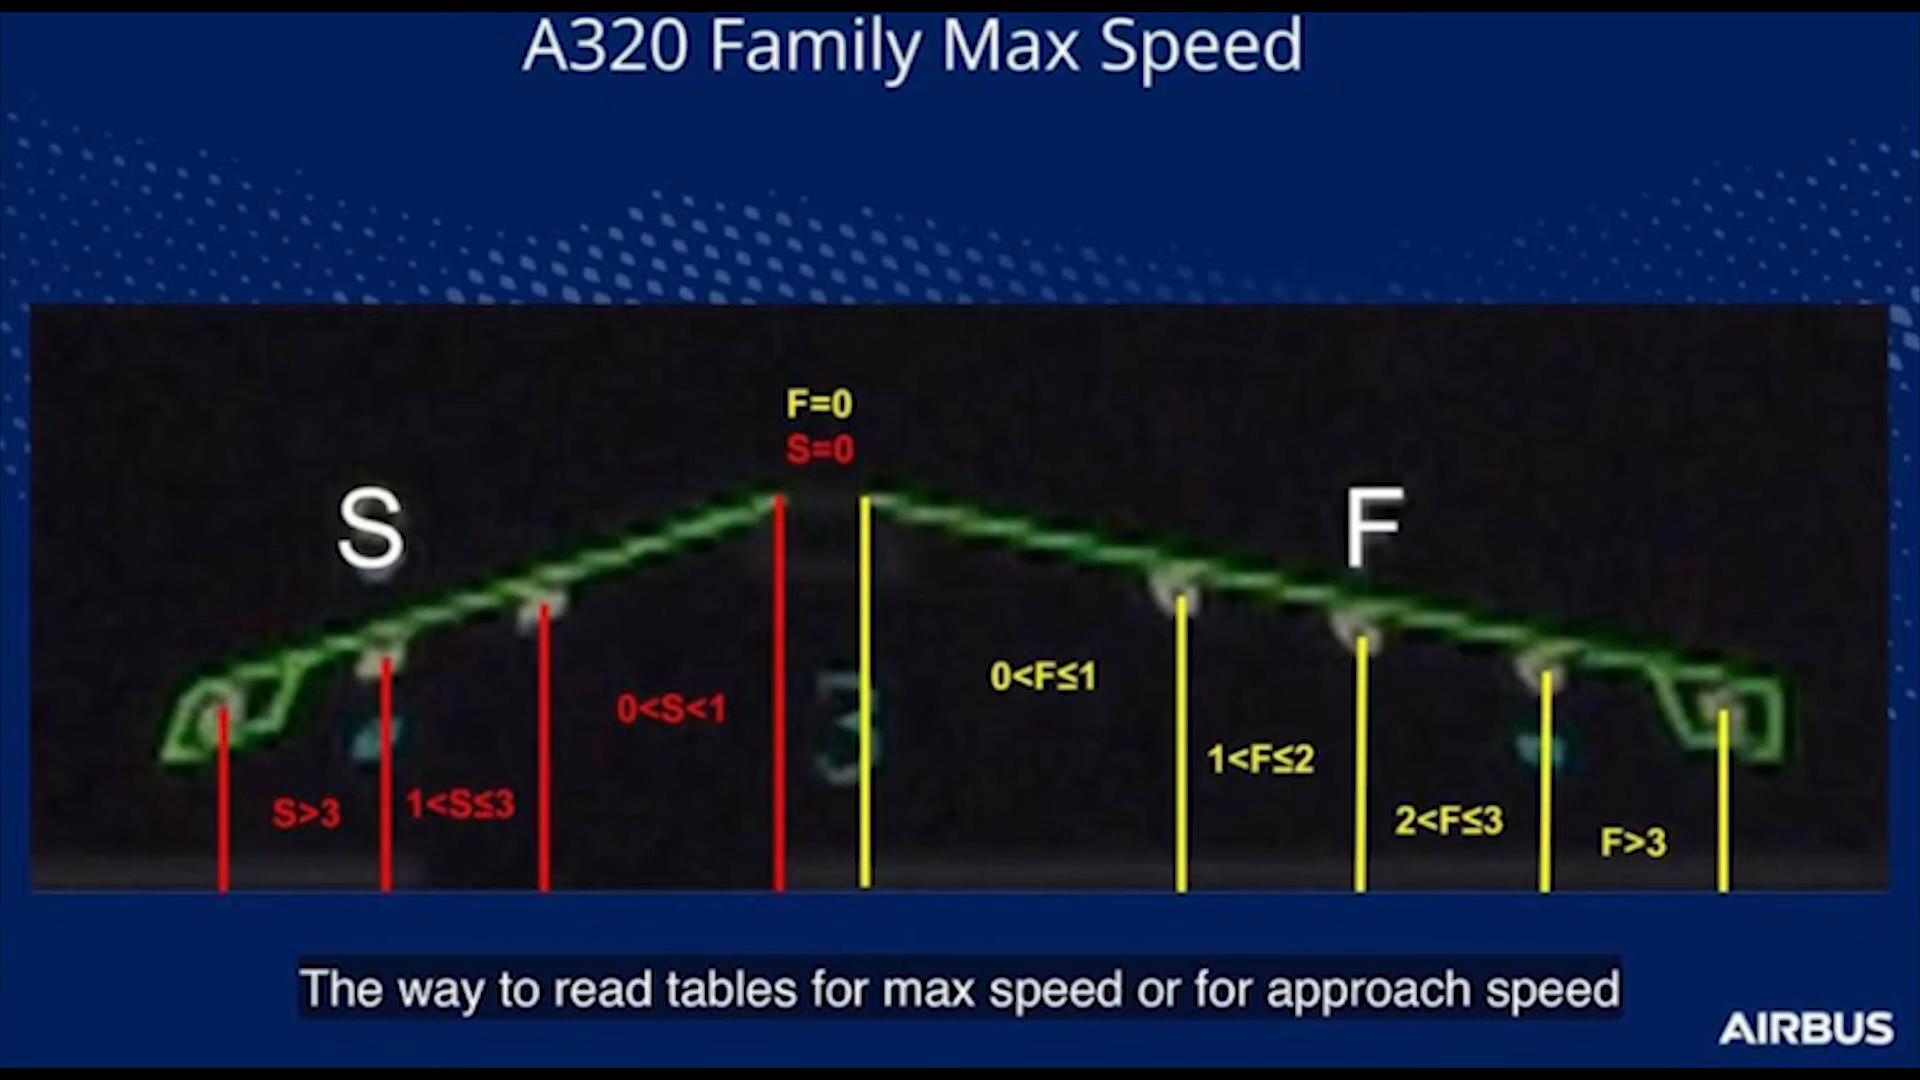 A320 Family Max Speed
F=0
S=0
S
F
0<F≤1
0<S<1
3
1<F≤2
S>3
1<S≤3
2<F≤3
F>3
The way to read tables for max speed or for approach speed
AIRBUS